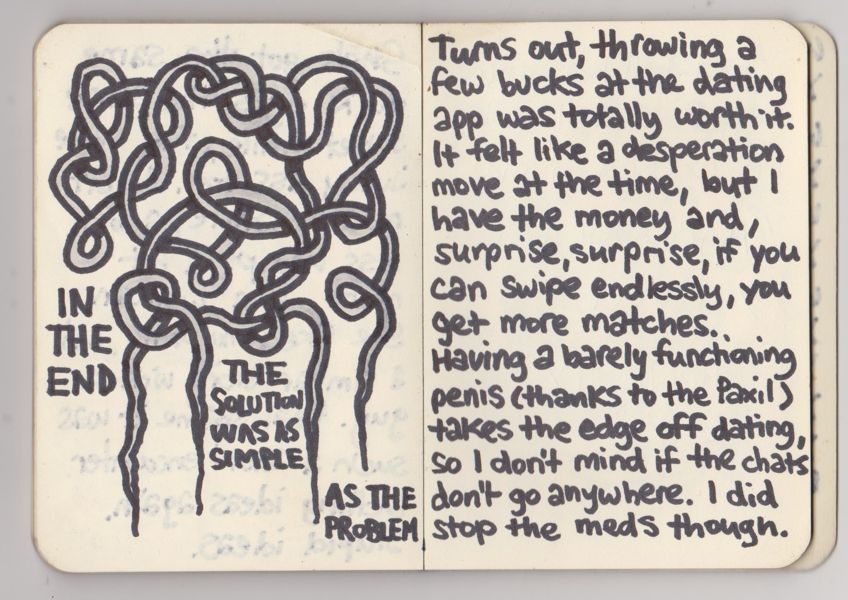 IN
THE
END
THE
SOLUTION
WAS AS
SIMPLE
AS THE
PROBLEM
Turns out, throwing a
few bucks at the dating
app was totally worth it.
It felt like a desperation
move at the time, but I
have the money and,
surprise, surprise, if you
can swipe endlessly, you
get more matches.
Having a barely functioning
penis (thanks to the Paxil)
takes the edge off dating,
so I don't mind if the chats
don't go anywhere. I did
stop the meds though.